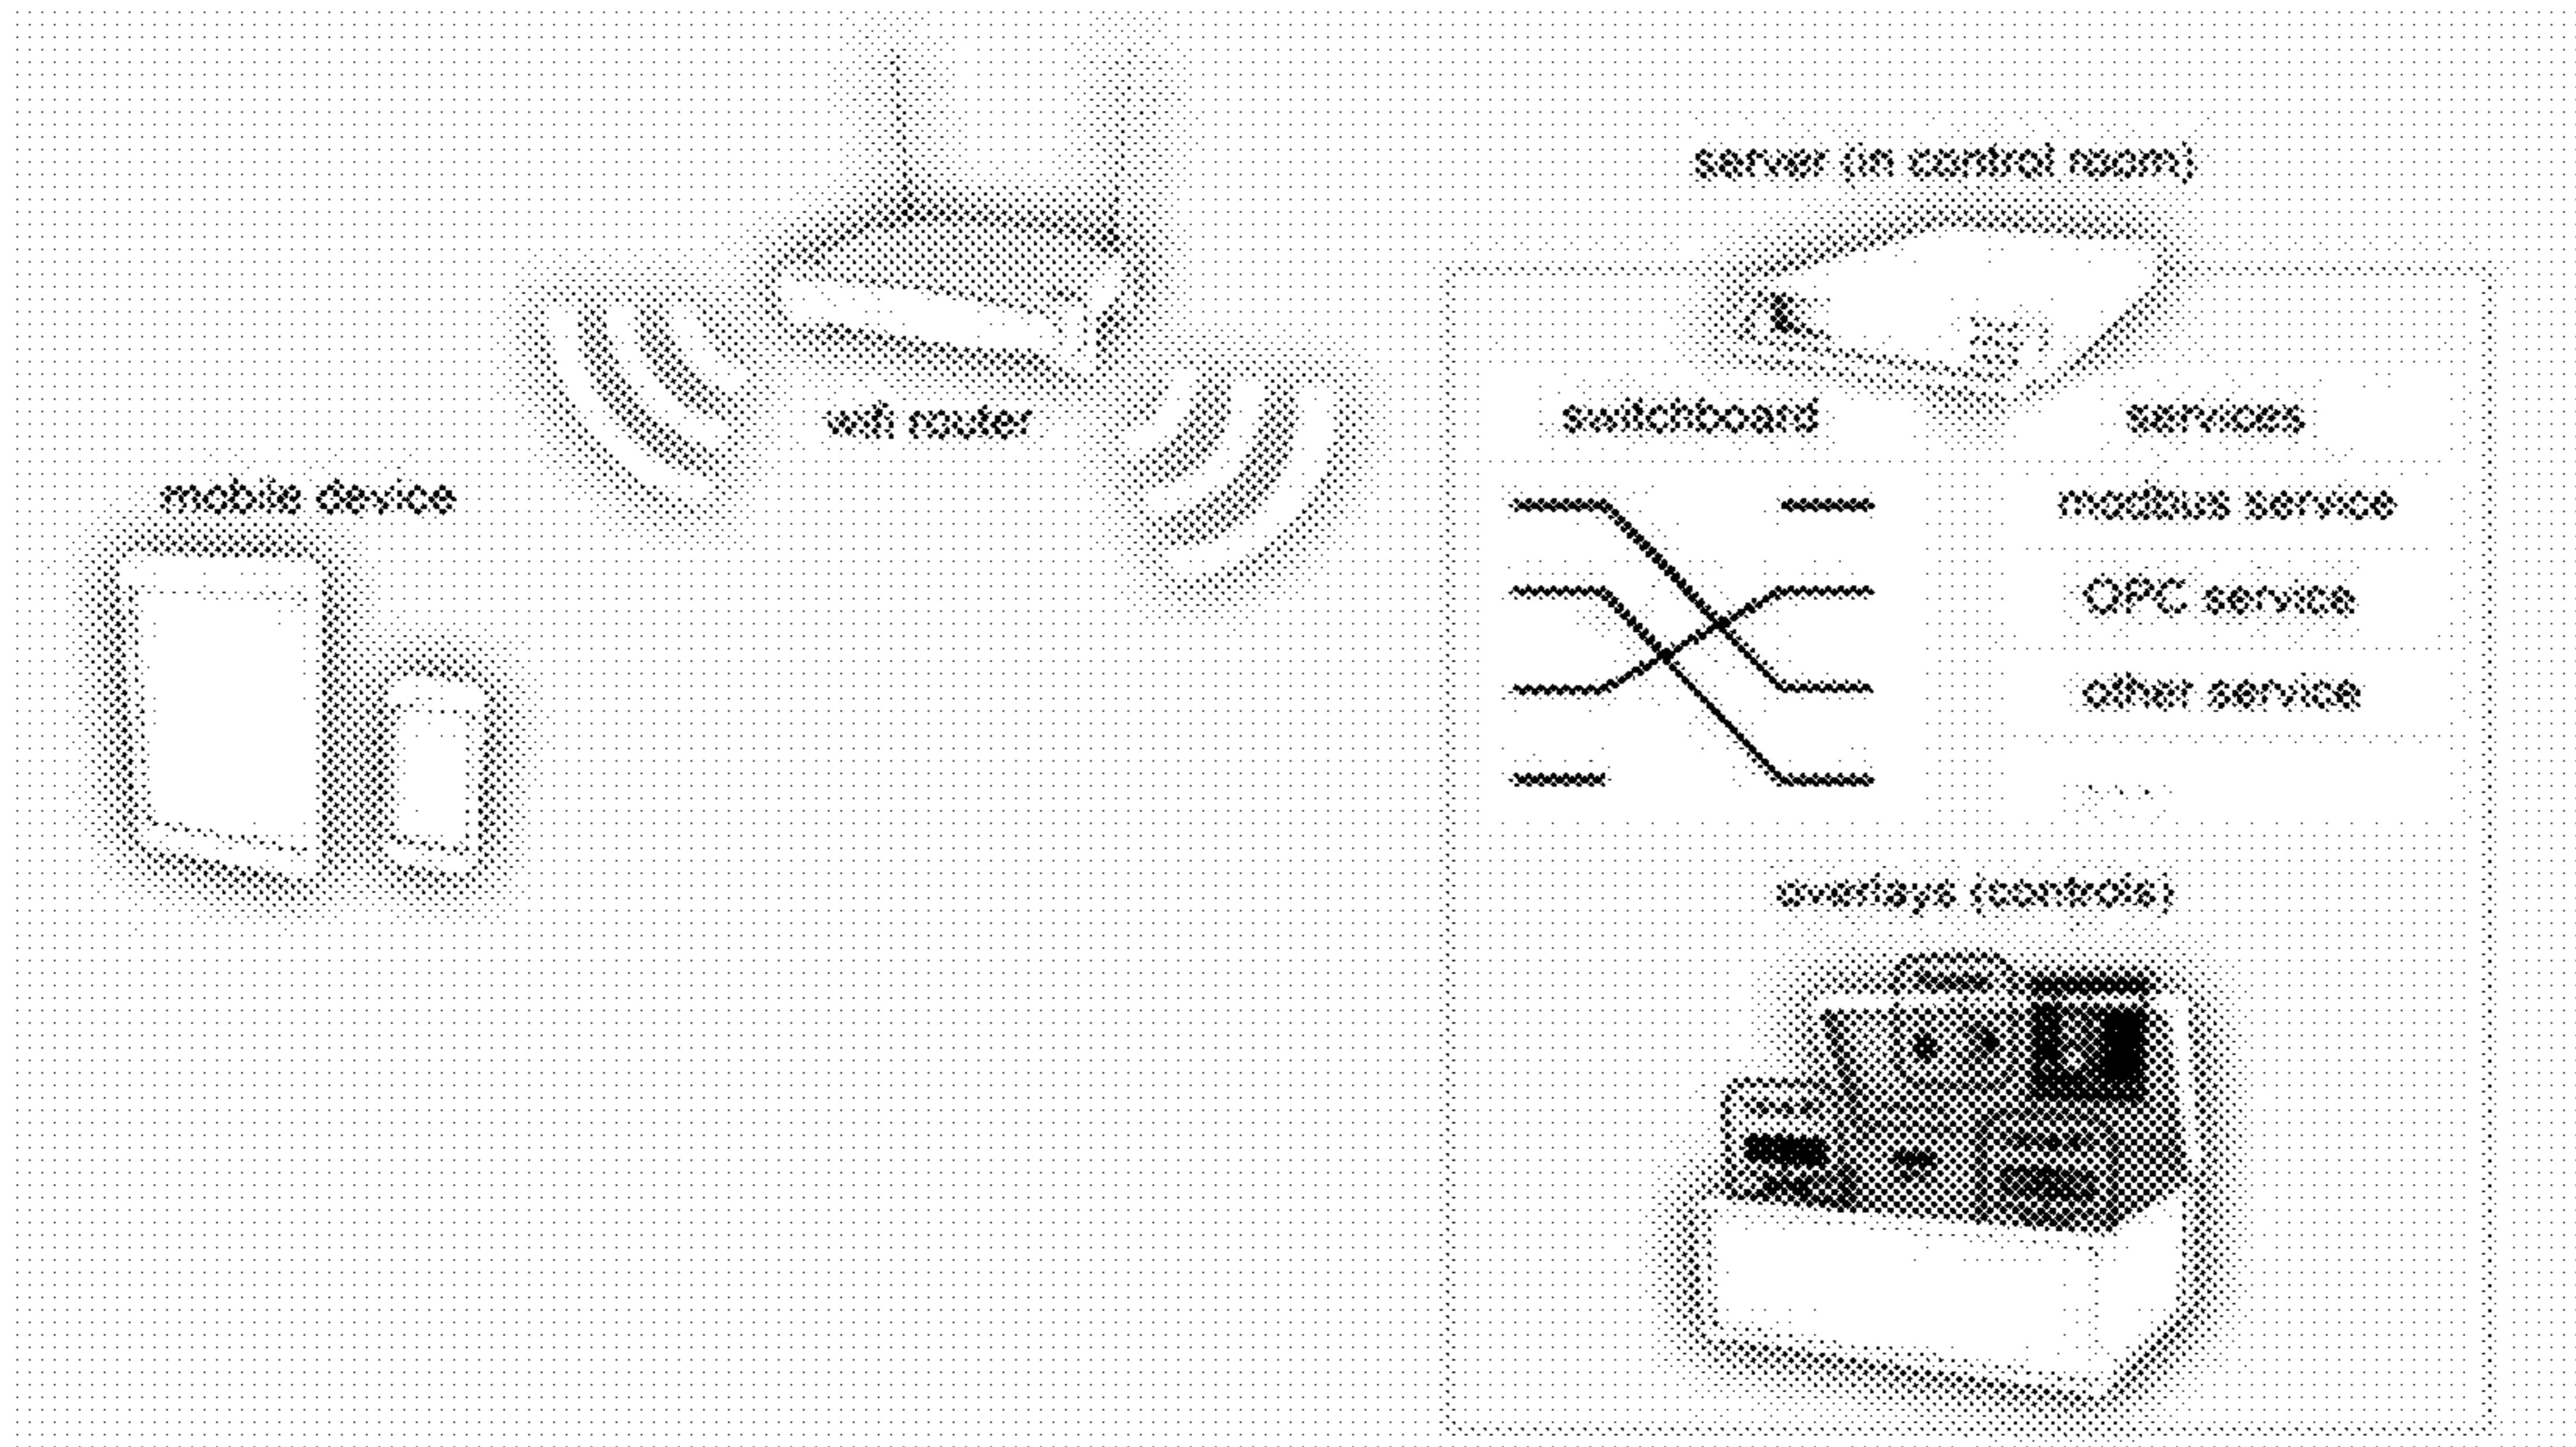 server (in control room)
wifi router
switchboard
services
mobile device
modbus service
OPC service
other service
...
overlays (controls)